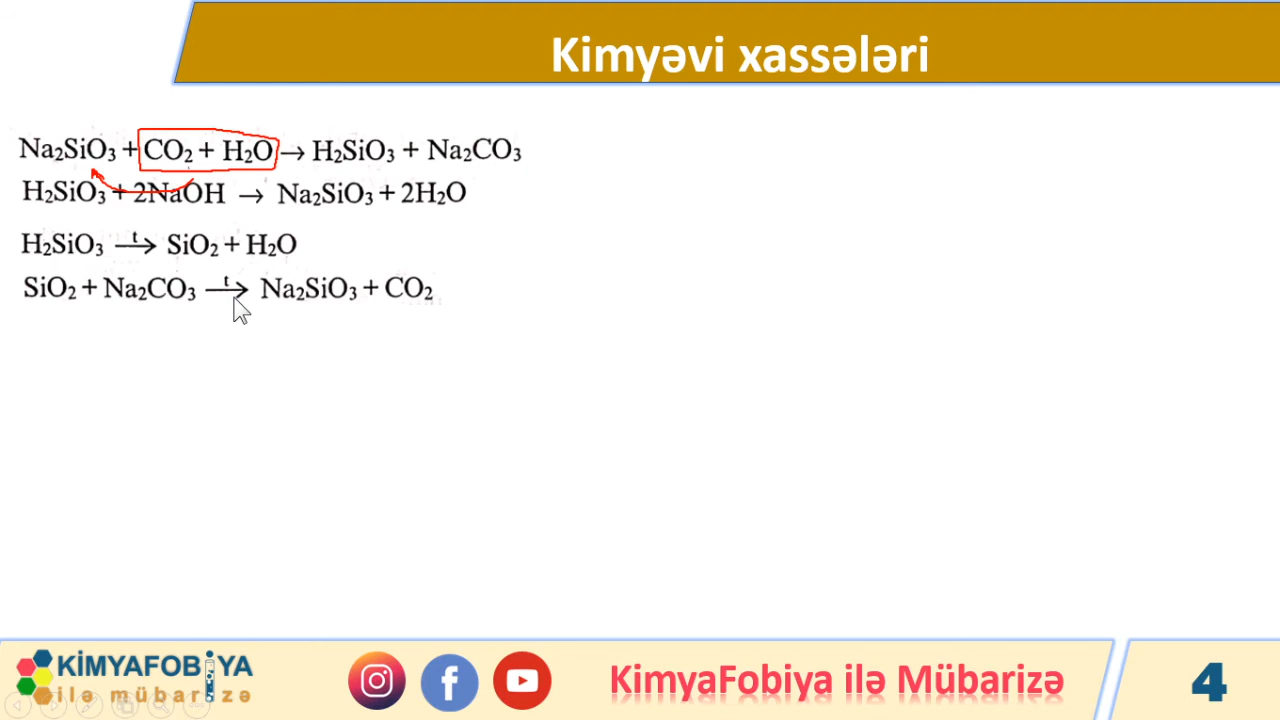 Kimyəvi xassələri
Na₂SiO₃ + CO₂ + H₂O → H₂SiO₃ + Na₂CO₃
H₂SiO₃ + 2NaOH → Na₂SiO₃ + 2H₂O
H₂SiO₃ —t→ SiO₂ + H₂O
SiO₂ + Na₂CO₃ —t→ Na₂SiO₃ + CO₂
KİMYAFOBİYA
ilə mübarizə
KimyaFobiya ilə Mübarizə
4